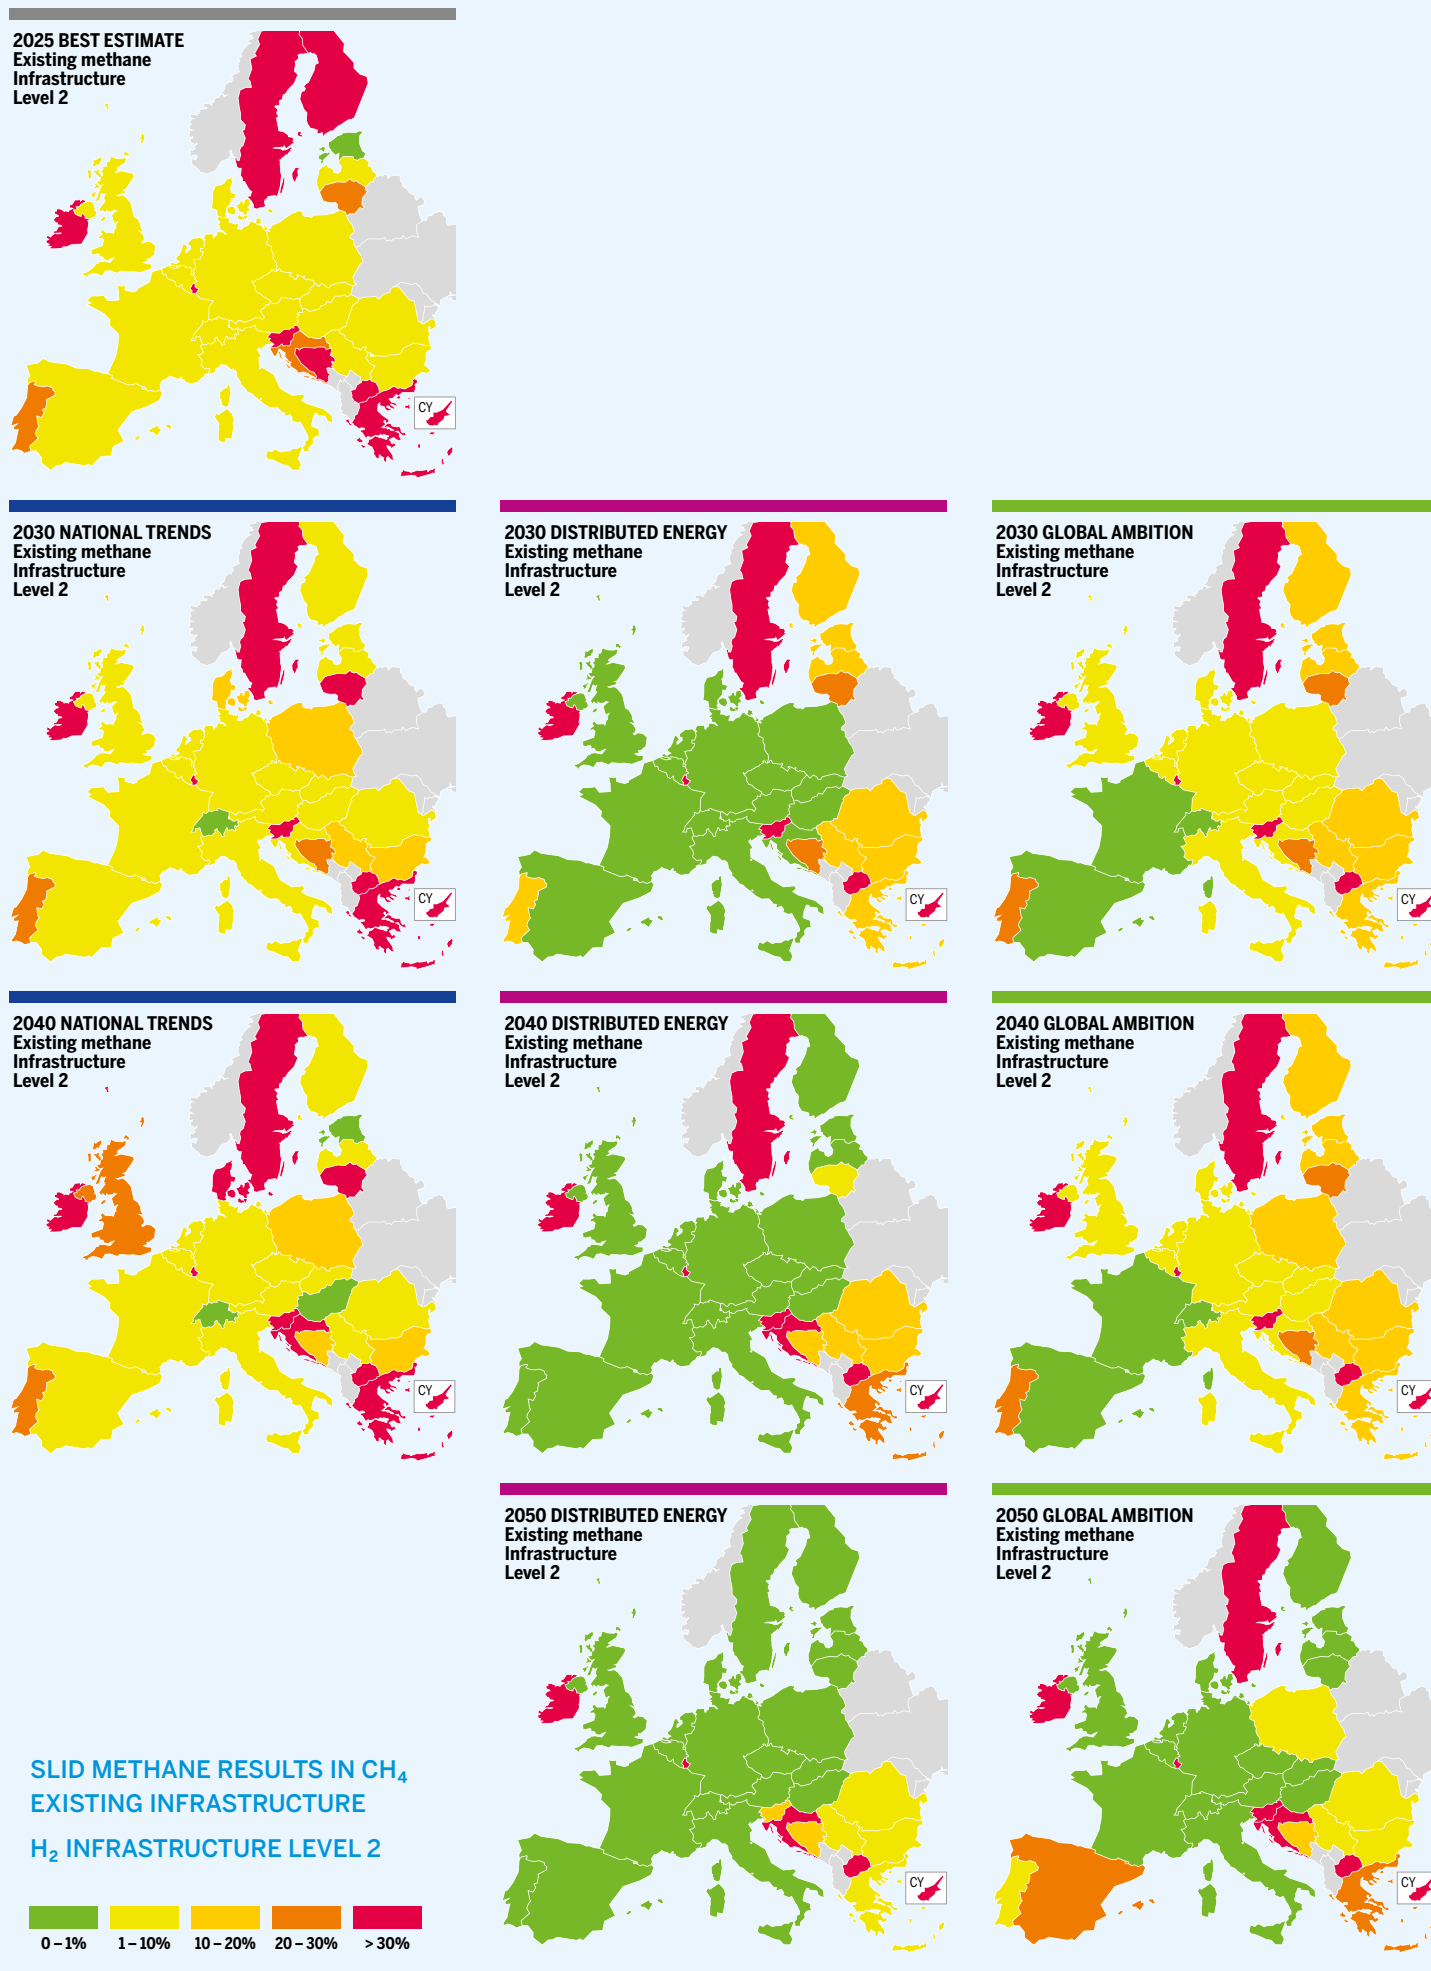 2025 BEST ESTIMATE
Existing methane
Infrastructure
Level 2
CY
2030 NATIONAL TRENDS
Existing methane
Infrastructure
Level 2
CY
2030 DISTRIBUTED ENERGY
Existing methane
Infrastructure
Level 2
CY
2030 GLOBAL AMBITION
Existing methane
Infrastructure
Level 2
CY
2040 NATIONAL TRENDS
Existing methane
Infrastructure
Level 2
CY
2040 DISTRIBUTED ENERGY
Existing methane
Infrastructure
Level 2
CY
2040 GLOBAL AMBITION
Existing methane
Infrastructure
Level 2
CY
2050 DISTRIBUTED ENERGY
Existing methane
Infrastructure
Level 2
CY
2050 GLOBAL AMBITION
Existing methane
Infrastructure
Level 2
CY
SLID METHANE RESULTS IN CH₄
EXISTING INFRASTRUCTURE
H₂ INFRASTRUCTURE LEVEL 2
0–1% 1–10% 10–20% 20–30% >30%